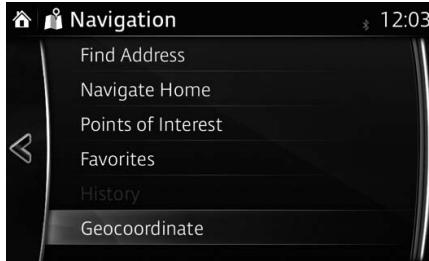 Navigation 12:03
Find Address
Navigate Home
Points of Interest
Favorites
History
Geocoordinate